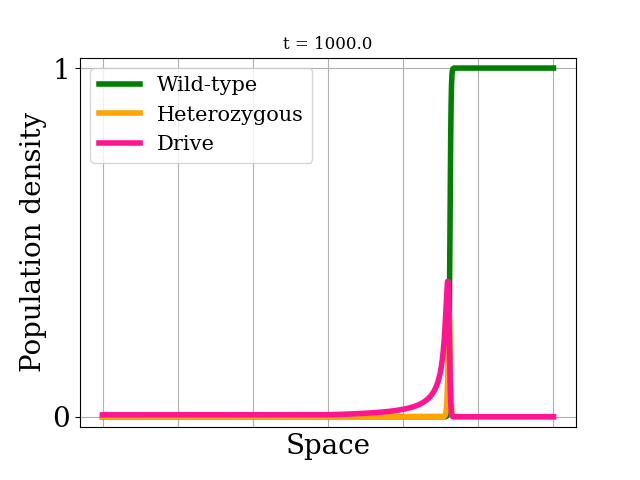 t = 1000.0
1
Wild-type
Heterozygous
Drive
Population density
0
Space